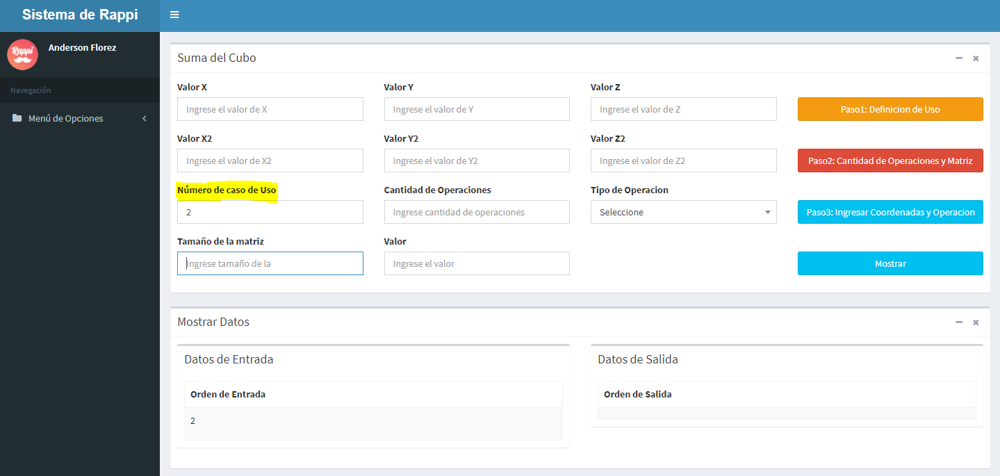 Sistema de Rappi
Rappi
Anderson Florez
Navegación
Menú de Opciones
Suma del Cubo
Valor X
Valor Y
Valor Z
Ingrese el valor de X
Ingrese el valor de Y
Ingrese el valor de Z
Paso1: Definicion de Uso
Valor X2
Valor Y2
Valor Z2
Ingrese el valor de X2
Ingrese el valor de Y2
Ingrese el valor de Z2
Paso2: Cantidad de Operaciones y Matriz
Número de caso de Uso
Cantidad de Operaciones
Tipo de Operacion
2
Ingrese cantidad de operaciones
Seleccione
Paso3: Ingresar Coordenadas y Operacion
Tamaño de la matriz
Valor
Ingrese tamaño de la
Ingrese el valor
Mostrar
Mostrar Datos
Datos de Entrada
Datos de Salida
Orden de Entrada
Orden de Salida
2